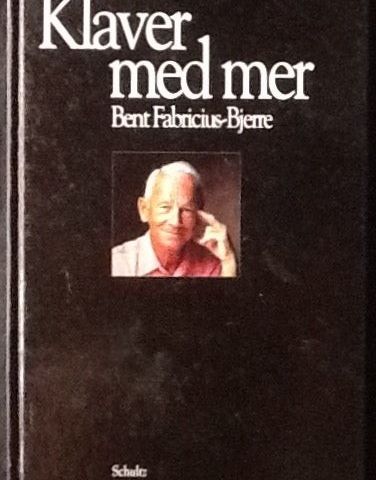 Klaver
med mer
Bent Fabricius-Bjerre
Schultz